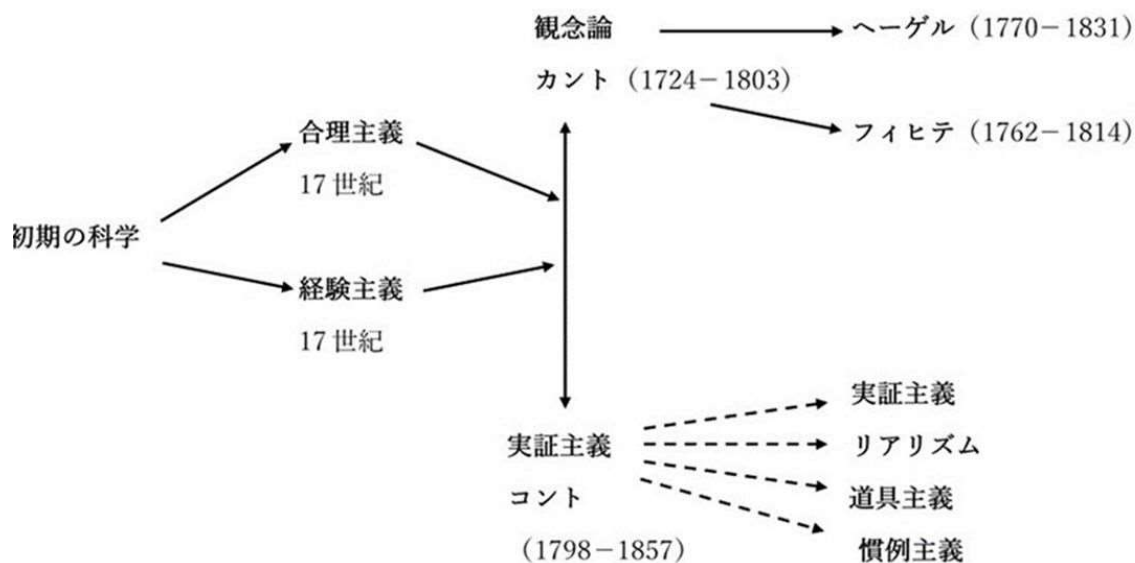 観念論
ヘーゲル（1770－1831）
カント（1724－1803）
フィヒテ（1762－1814）
合理主義
17世紀
初期の科学
経験主義
17世紀
実証主義
コント
（1798－1857）
実証主義
リアリズム
道具主義
慣例主義